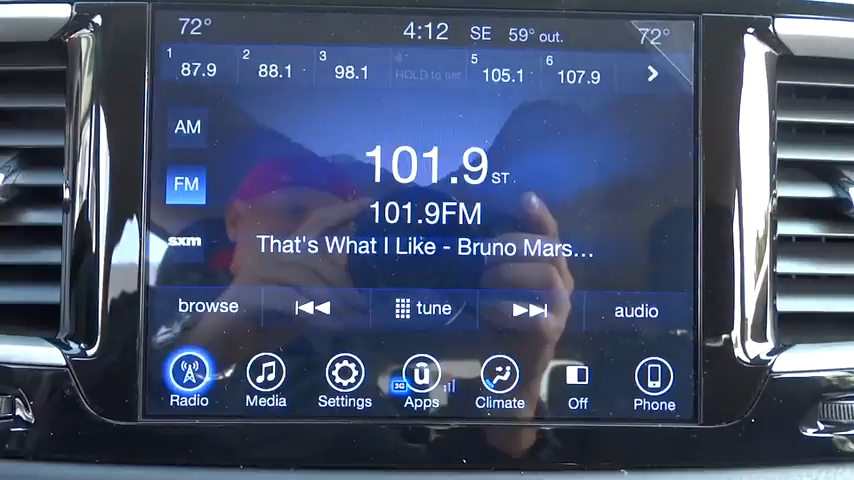 72° 4:12 SE 59° out. 72°
1 87.9 2 88.1 3 98.1 4 HOLD to set 5 105.1 6 107.9
AM
101.9 ST
FM
101.9FM
sxm
That's What I Like - Bruno Mars...
browse tune audio
3G
Radio Media Settings Apps Climate Off Phone